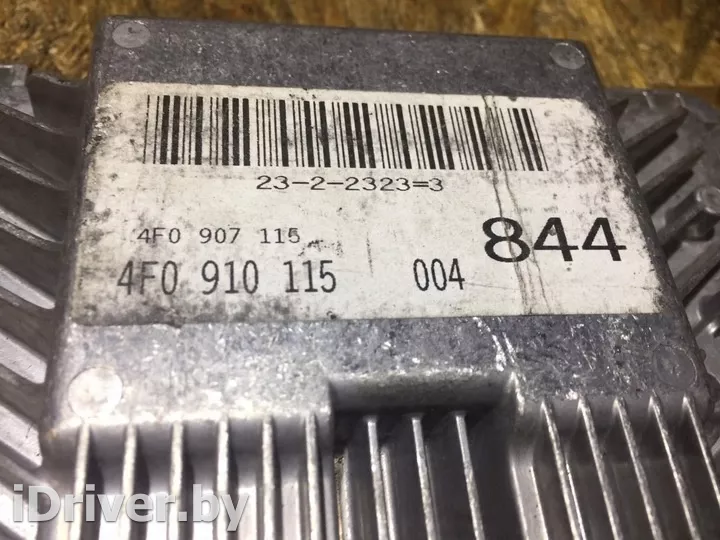 23-2-2323=3
4F0 907 115
844
4F0 910 115 004
iDriver.by